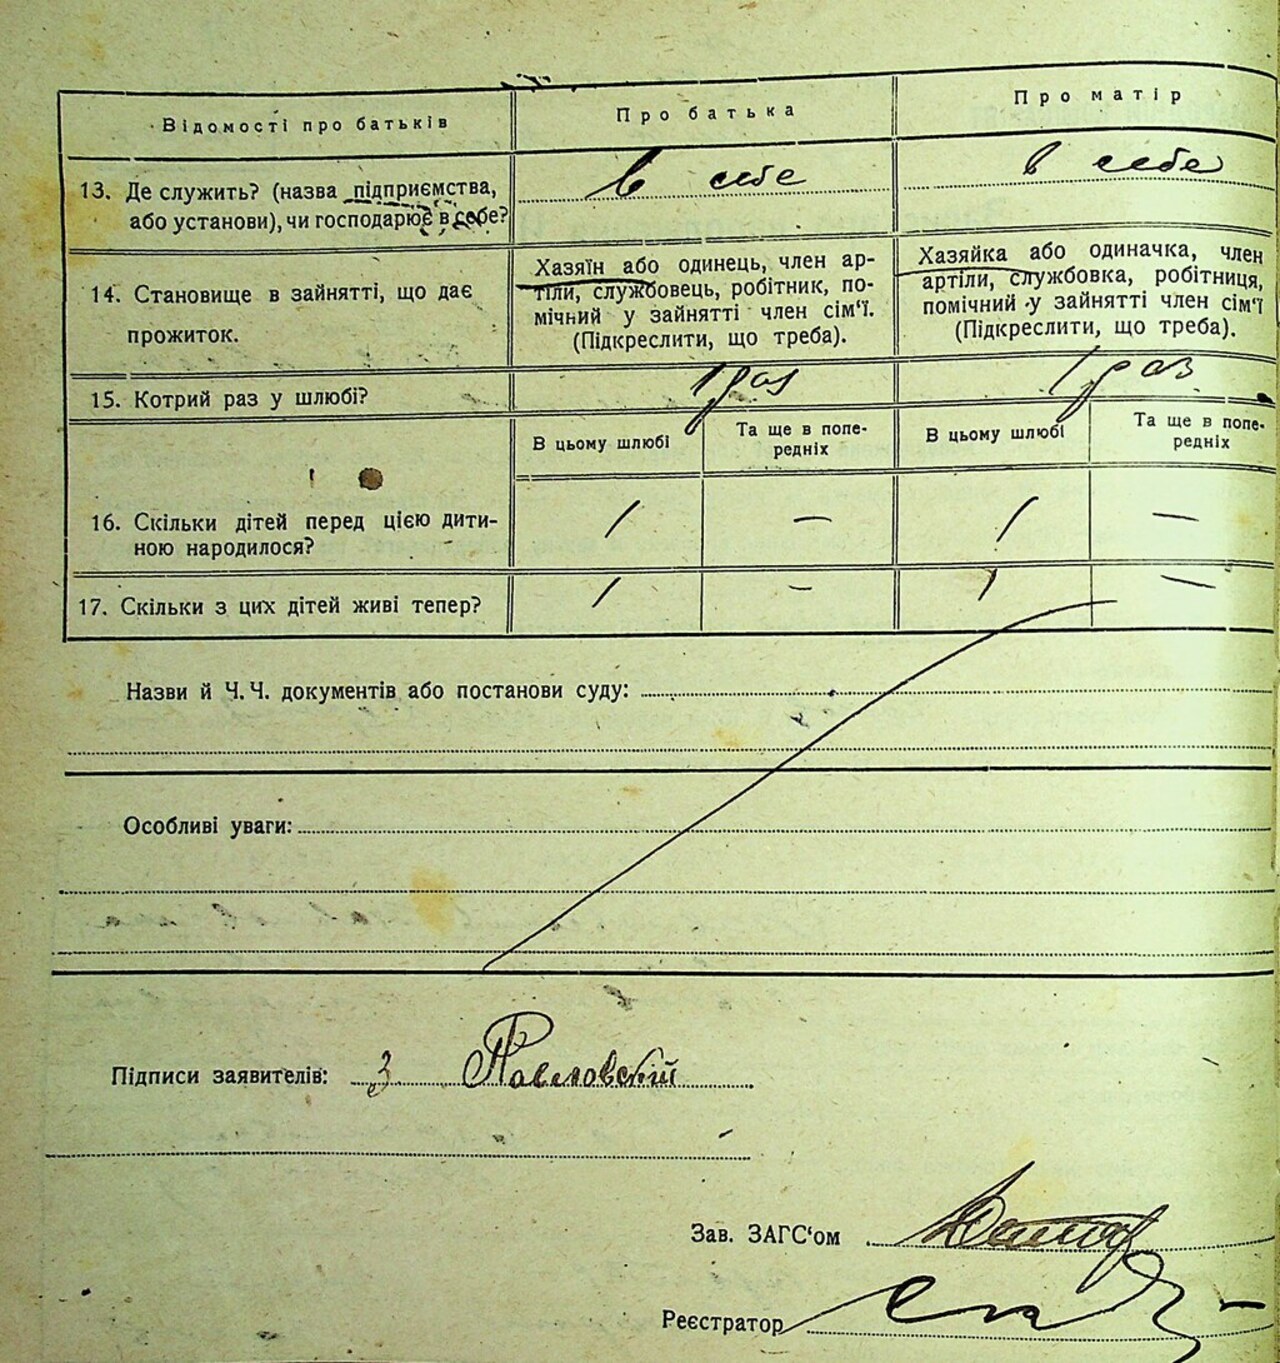 Відомості про батьків
Про батька
Про матір
13. Де служить? (назва підприємства,
або установи), чи господарює в себе?
в себе
в себе
14. Становище в зайнятті, що дає
прожиток.
Хазяїн або одинець, член ар-
тіли, службовець, робітник, по-
мічний у зайнятті член сім'ї.
(Підкреслити, що треба).
Хазяйка або одиначка, член
артіли, службовка, робітниця,
помічний у зайнятті член сім'ї
(Підкреслити, що треба).
15. Котрий раз у шлюбі?
1 раз
1 раз
В цьому шлюбі
Та ще в попе-
редніх
В цьому шлюбі
Та ще в попе-
редніх
16. Скільки дітей перед цією дити-
ною народилося?
1
—
1
—
17. Скільки з цих дітей живі тепер?
1
—
1
—
Назви й Ч.Ч. документів або постанови суду:
Особливі уваги:
Підписи заявителів: З Павловский
Зав. ЗАГС'ом
Реєстратор